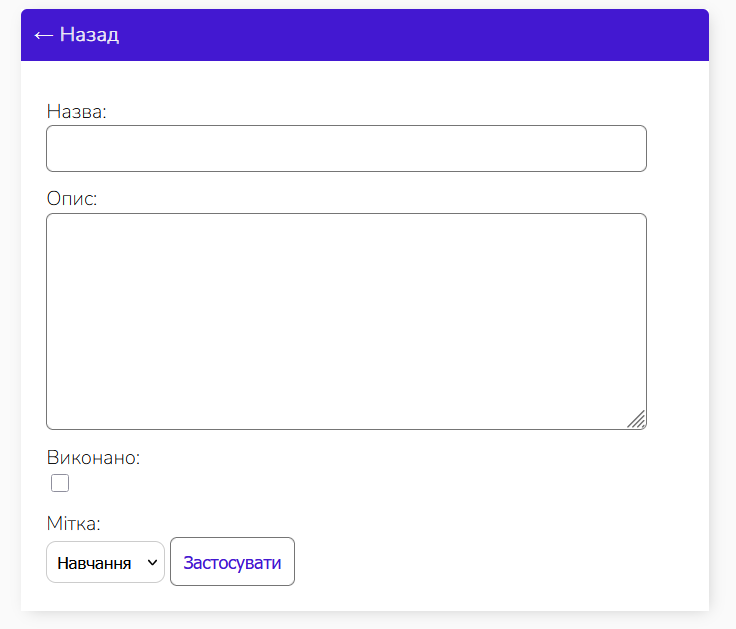 ← Назад
Назва:
Опис:
Виконано:
Мітка:
Навчання Застосувати